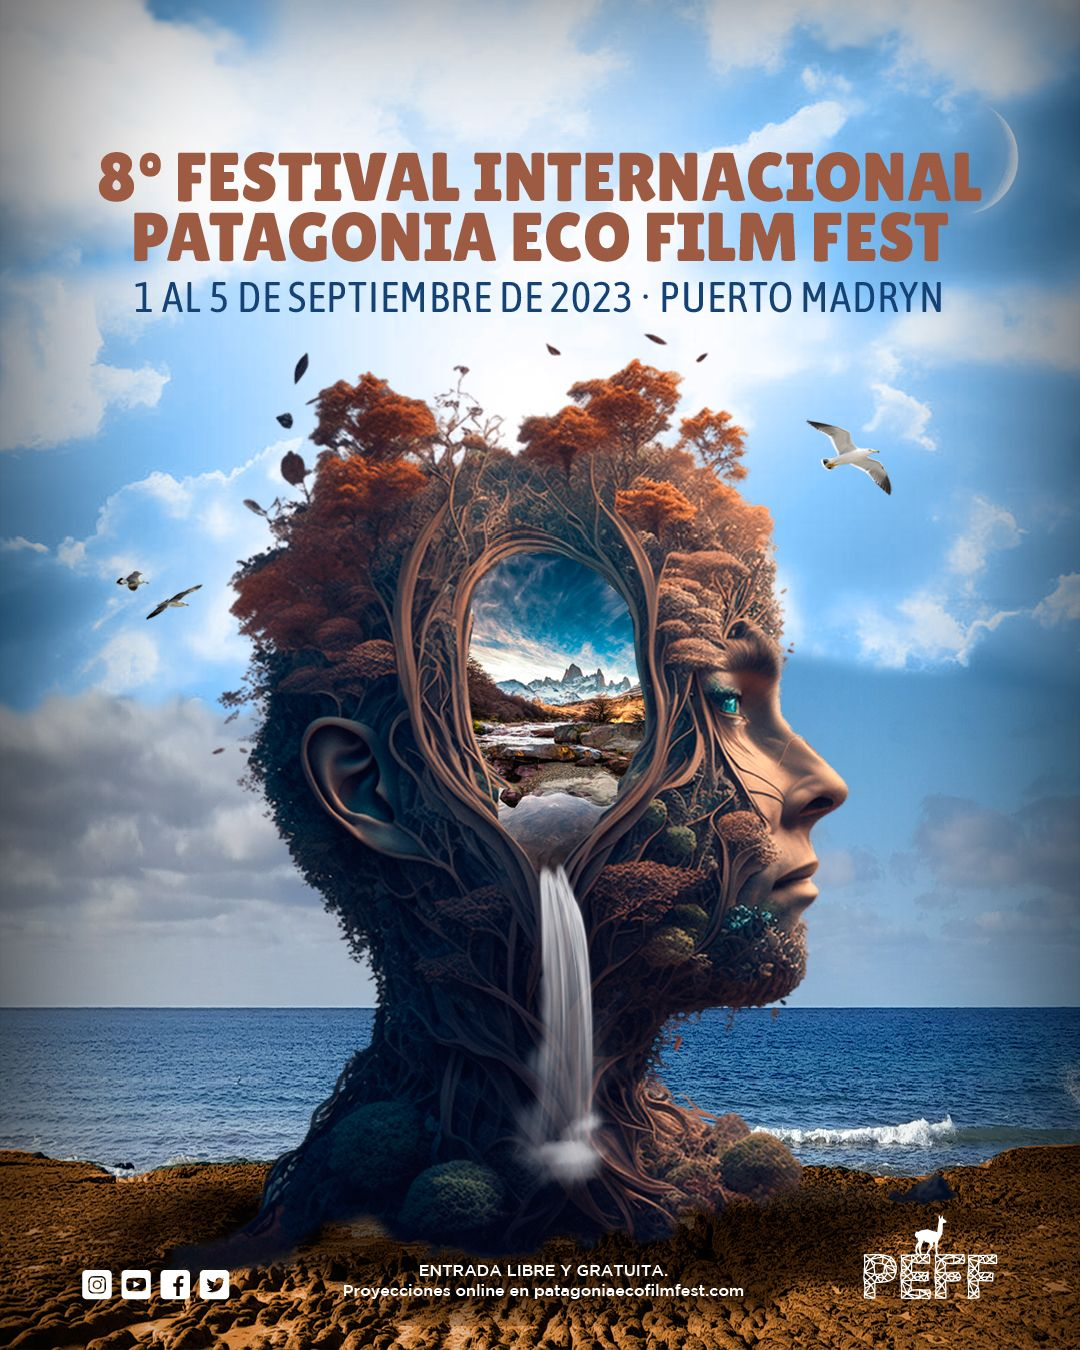 8º FESTIVAL INTERNACIONAL
PATAGONIA ECO FILM FEST
1 AL 5 DE SEPTIEMBRE DE 2023 · PUERTO MADRYN
ENTRADA LIBRE Y GRATUITA.
Proyecciones online en patagoniaecofilmfest.com
PEFF